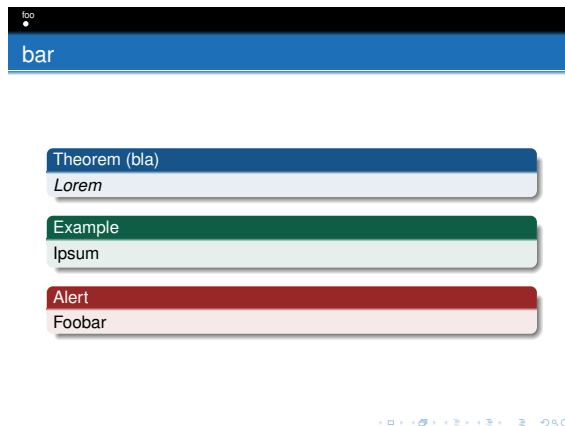 foo
bar
Theorem (bla)
Lorem
Example
Ipsum
Alert
Foobar